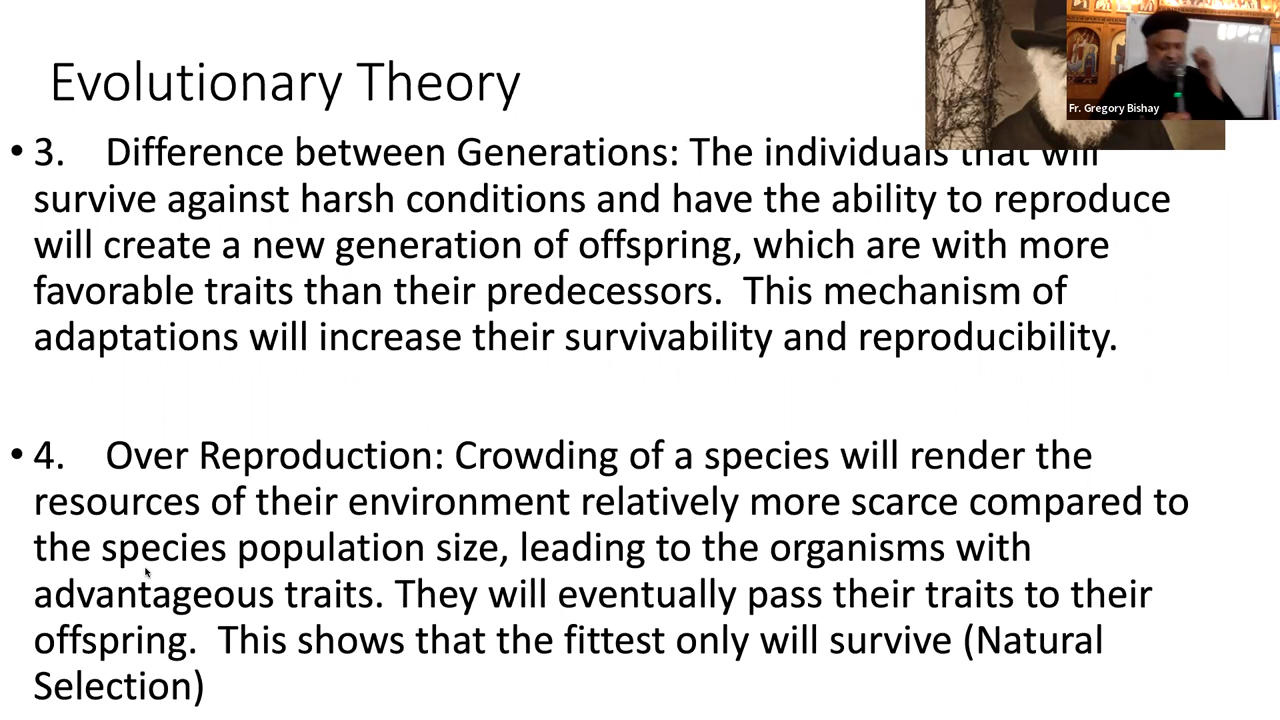 Evolutionary Theory
Fr. Gregory Bishay
• 3. Difference between Generations: The individuals that will
survive against harsh conditions and have the ability to reproduce
will create a new generation of offspring, which are with more
favorable traits than their predecessors. This mechanism of
adaptations will increase their survivability and reproducibility.
• 4. Over Reproduction: Crowding of a species will render the
resources of their environment relatively more scarce compared to
the species population size, leading to the organisms with
advantageous traits. They will eventually pass their traits to their
offspring. This shows that the fittest only will survive (Natural
Selection)